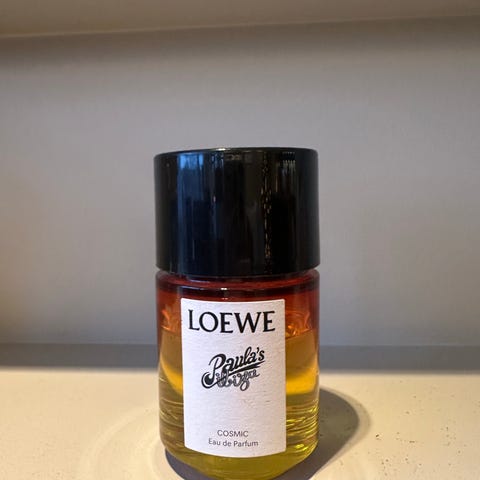 LOEWE
Paula's
Ibiza
COSMIC
Eau de Parfum